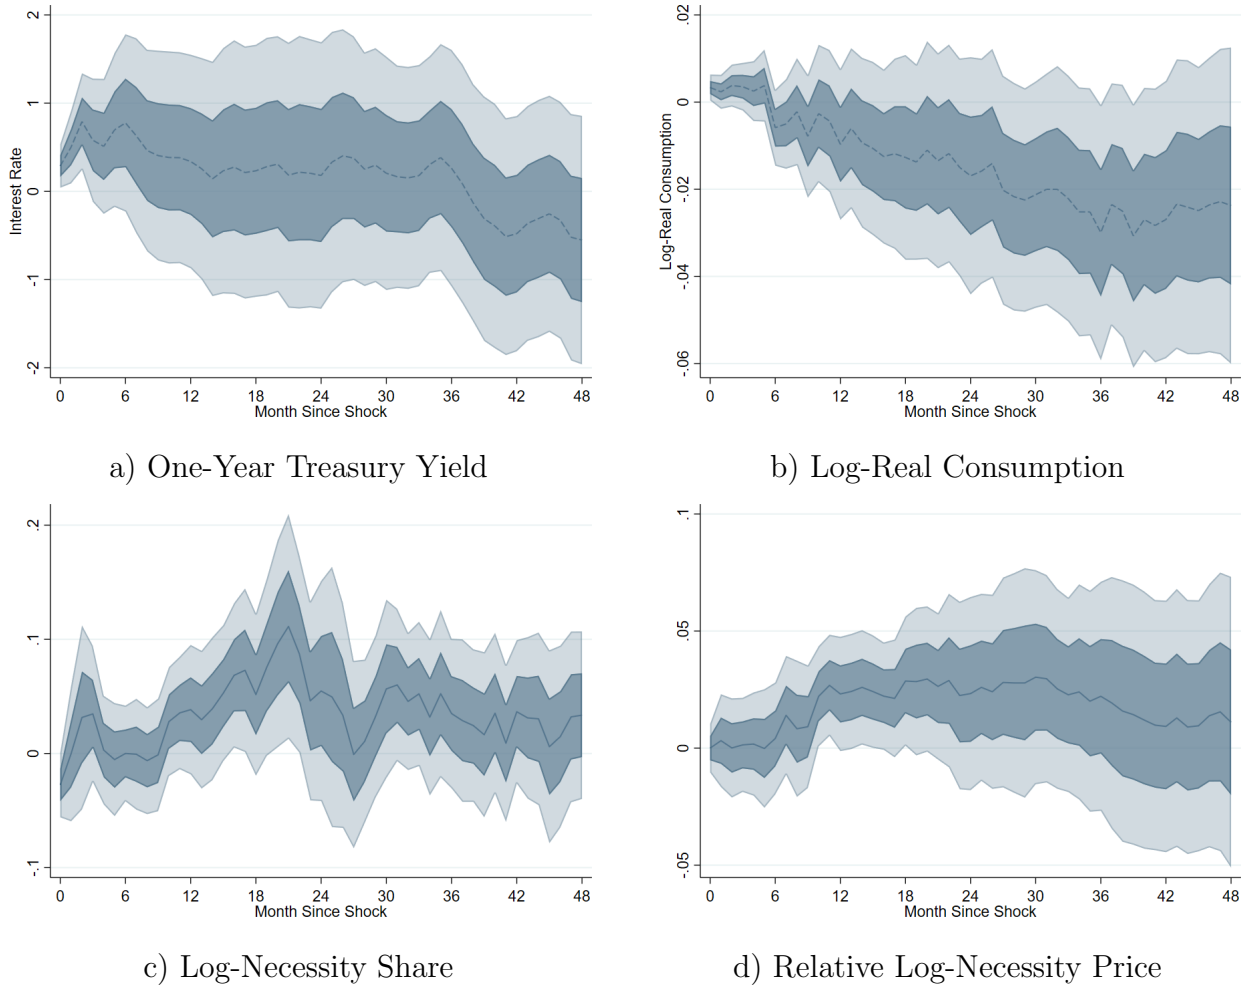 2
1
0
-1
-2
Interest Rate
0 6 12 18 24 30 36 42 48
Month Since Shock
a) One-Year Treasury Yield
.02
0
-.02
-.04
-.06
Log-Real Consumption
0 6 12 18 24 30 36 42 48
Month Since Shock
b) Log-Real Consumption
.2
.1
0
-.1
0 6 12 18 24 30 36 42 48
Month Since Shock
c) Log-Necessity Share
.1
.05
0
-.05
0 6 12 18 24 30 36 42 48
Month Since Shock
d) Relative Log-Necessity Price